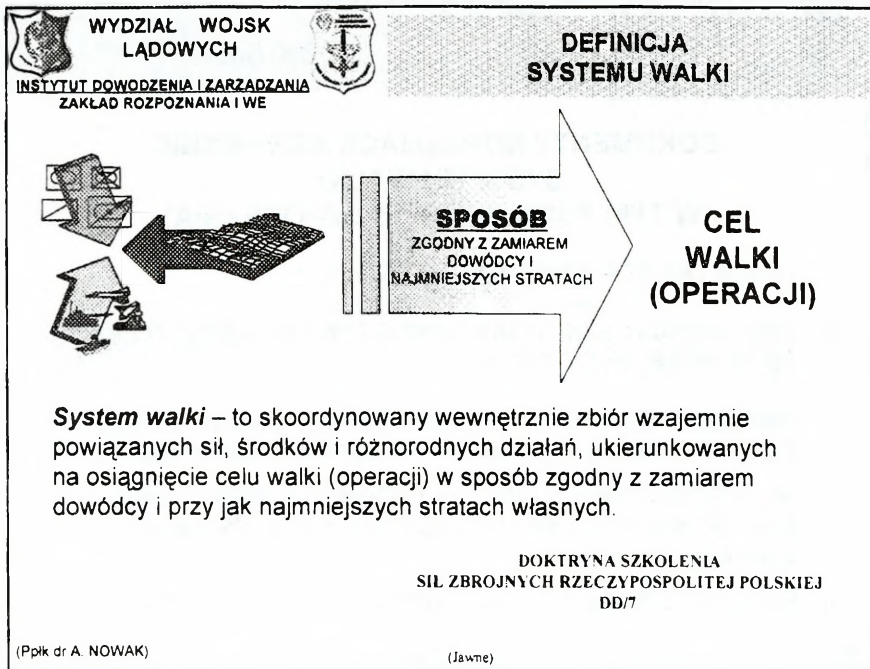 WYDZIAŁ WOJSK
LĄDOWYCH
INSTYTUT DOWODZENIA I ZARZĄDZANIA
ZAKŁAD ROZPOZNANIA I WE
DEFINICJA
SYSTEMU WALKI
SPOSÓB
ZGODNY Z ZAMIAREM
DOWÓDCY I
NAJMNIEJSZYCH STRATACH
CEL
WALKI
(OPERACJI)
System walki – to skoordynowany wewnętrznie zbiór wzajemnie
powiązanych sił, środków i różnorodnych działań, ukierunkowanych
na osiągnięcie celu walki (operacji) w sposób zgodny z zamiarem
dowódcy i przy jak najmniejszych stratach własnych.
DOKTRYNA SZKOLENIA
SIŁ ZBROJNYCH RZECZYPOSPOLITEJ POLSKIEJ
DD/7
(Ppłk dr A. NOWAK)
(Jawne)